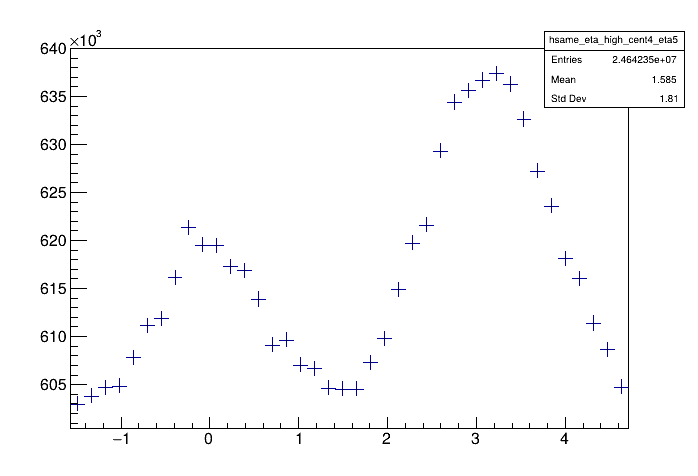 ×10³
hsame_eta_high_cent4_eta5
Entries 2.464235e+07
Mean 1.585
Std Dev 1.81
640
635
630
625
620
615
610
605
−1 0 1 2 3 4